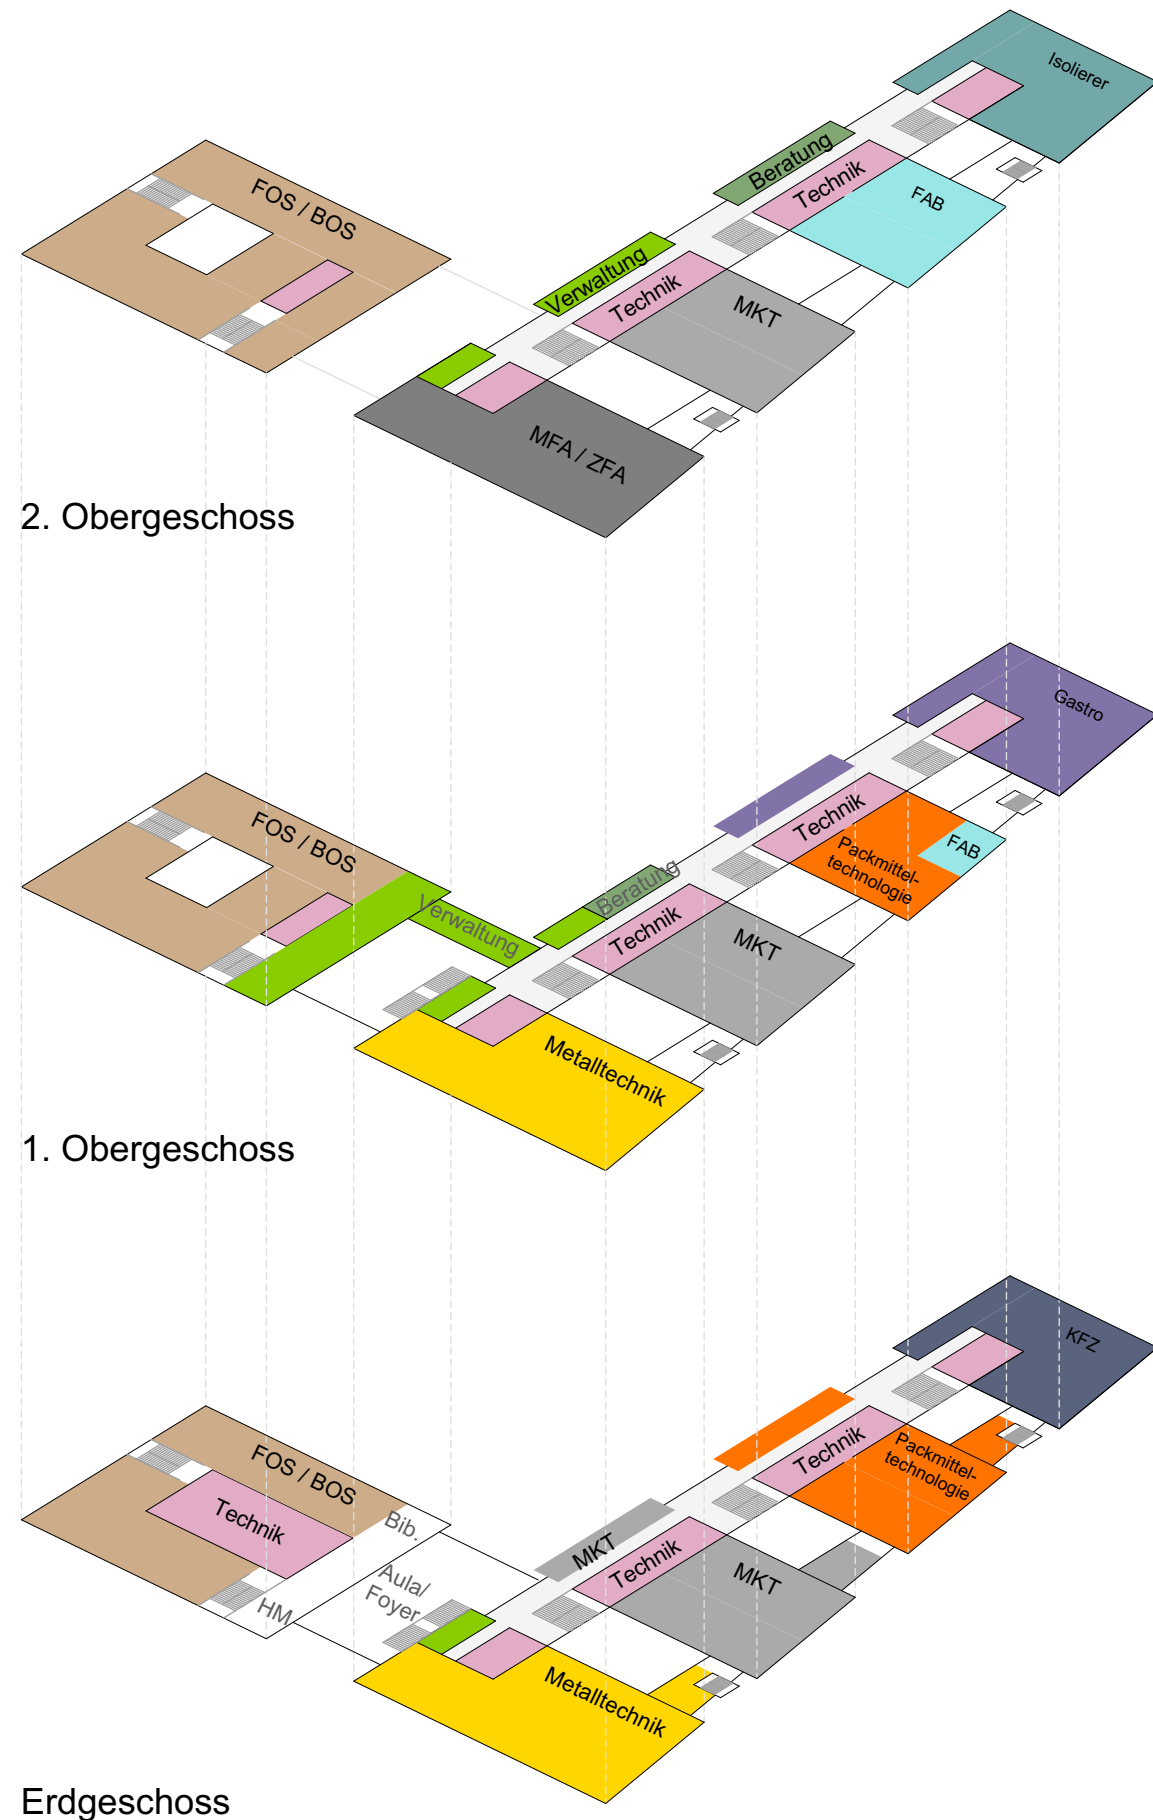 Isolierer
Beratung
FOS / BOS
Technik
FAB
Verwaltung
Technik
MKT
MFA / ZFA
2. Obergeschoss
Gastro
FOS / BOS
Technik
Packmittel-
technologie
FAB
Beratung
Verwaltung
Technik
MKT
Metalltechnik
1. Obergeschoss
KFZ
FOS / BOS
Technik
Packmittel-
technologie
Technik
Bib.
MKT
Technik
MKT
Aula/
Foyer
HM
Metalltechnik
Erdgeschoss